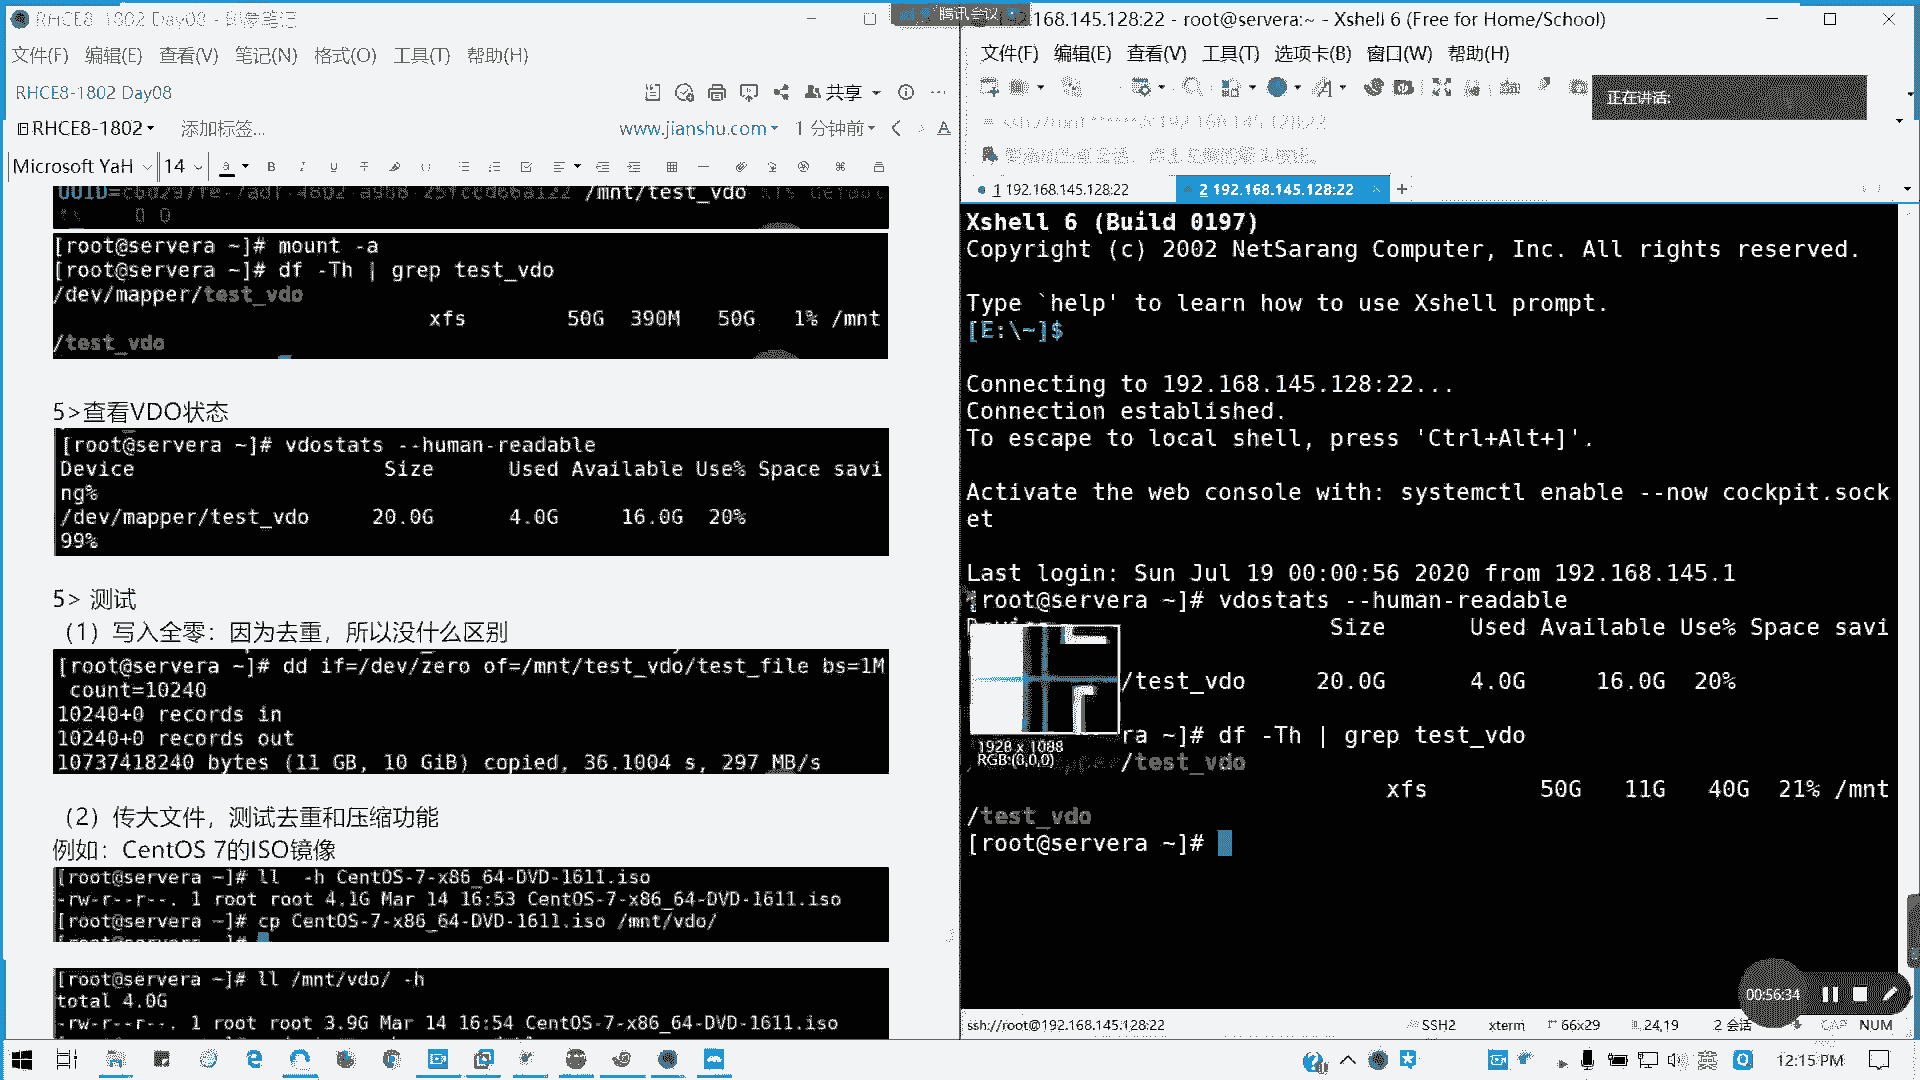 RHCE8-1802 Day08 - 印象笔记
文件(F) 编辑(E) 查看(V) 笔记(N) 格式(O) 工具(T) 帮助(H)
RHCE8-1802 Day08
共享
RHCE8-1802
添加标签...
www.jianshu.com
1 分钟前
Microsoft YaH
14
/mnt/test_vdo
0 0
[root@servera ~]# mount -a
[root@servera ~]# df -Th | grep test_vdo
/dev/mapper/test_vdo
xfs 50G 390M 50G 1% /mnt
/test_vdo
5>查看VDO状态
[root@servera ~]# vdostats --human-readable
Device Size Used Available Use% Space savi
ng%
/dev/mapper/test_vdo 20.0G 4.0G 16.0G 20%
99%
5> 测试
（1）写入全零：因为去重，所以没什么区别
[root@servera ~]# dd if=/dev/zero of=/mnt/test_vdo/test_file bs=1M
count=10240
10240+0 records in
10240+0 records out
10737418240 bytes (11 GB, 10 GiB) copied, 36.1004 s, 297 MB/s
（2）传大文件，测试去重和压缩功能
例如：CentOS 7的ISO镜像
[root@servera ~]# ll -h CentOS-7-x86_64-DVD-1611.iso
-rw-r--r--. 1 root root 4.1G Mar 14 16:53 CentOS-7-x86_64-DVD-1611.iso
[root@servera ~]# cp CentOS-7-x86_64-DVD-1611.iso /mnt/vdo/
[root@servera ~]# ll /mnt/vdo/ -h
total 4.0G
-rw-r--r--. 1 root root 3.9G Mar 14 16:54 CentOS-7-x86_64-DVD-1611.iso
腾讯会议
.168.145.128:22 - root@servera:~ - Xshell 6 (Free for Home/School)
文件(F) 编辑(E) 查看(V) 工具(T) 选项卡(B) 窗口(W) 帮助(H)
正在讲话:
1 192.168.145.128:22
2 192.168.145.128:22
Xshell 6 (Build 0197)
Copyright (c) 2002 NetSarang Computer, Inc. All rights reserved.
Type `help' to learn how to use Xshell prompt.
[E:\~]$
Connecting to 192.168.145.128:22...
Connection established.
To escape to local shell, press 'Ctrl+Alt+]'.
Activate the web console with: systemctl enable --now cockpit.sock
et
Last login: Sun Jul 19 00:00:56 2020 from 192.168.145.1
[root@servera ~]# vdostats --human-readable
Size Used Available Use% Space savi
/test_vdo 20.0G 4.0G 16.0G 20%
ra ~]# df -Th | grep test_vdo
/test_vdo
xfs 50G 11G 40G 21% /mnt
/test_vdo
[root@servera ~]#
1928 x 1088
RGB:(0,0,0)
00:56:34
ssh://root@192.168.145.128:22
SSH2
xterm
66x29
24,19
2 会话
CAP
NUM
英
12:15 PM